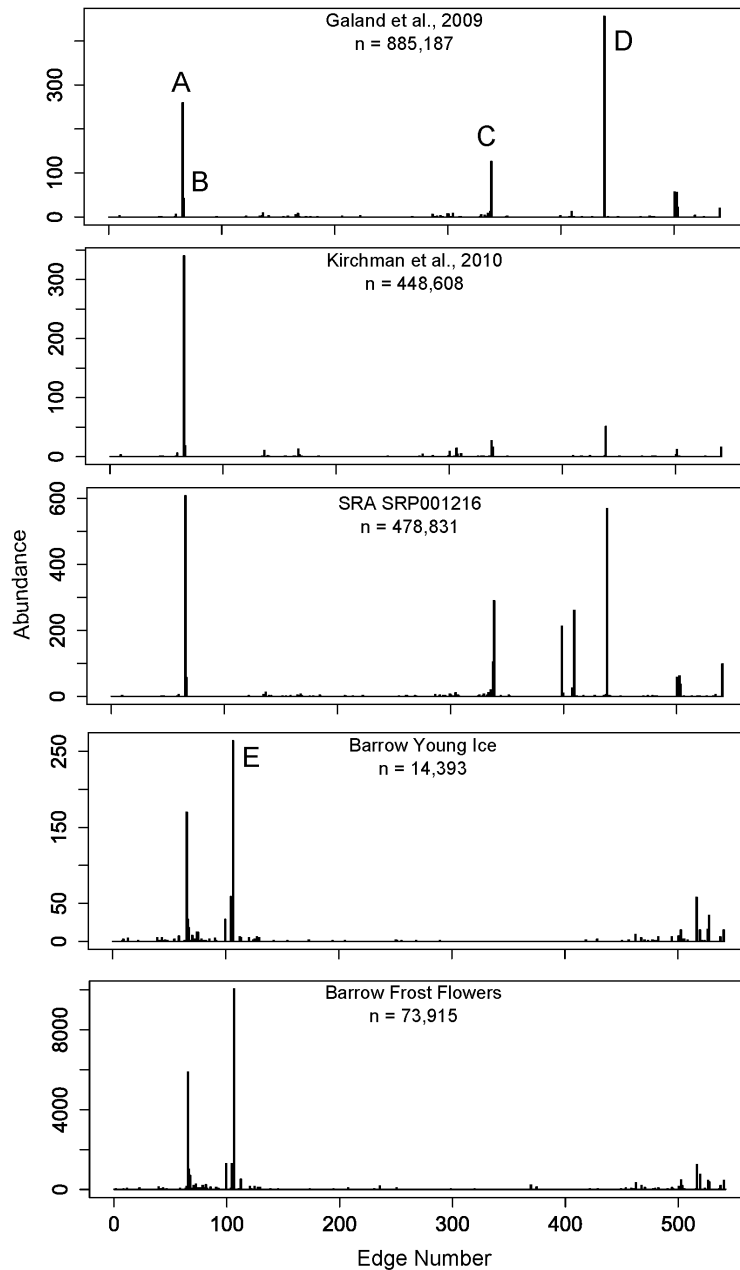 Galand et al., 2009
n = 885,187
A
B
C
D
300
100
0
Kirchman et al., 2010
n = 448,608
300
200
100
0
SRA SRP001216
n = 478,831
600
400
200
0
Abundance
Barrow Young Ice
n = 14,393
E
250
150
50
0
Barrow Frost Flowers
n = 73,915
8000
4000
0
0 100 200 300 400 500
Edge Number